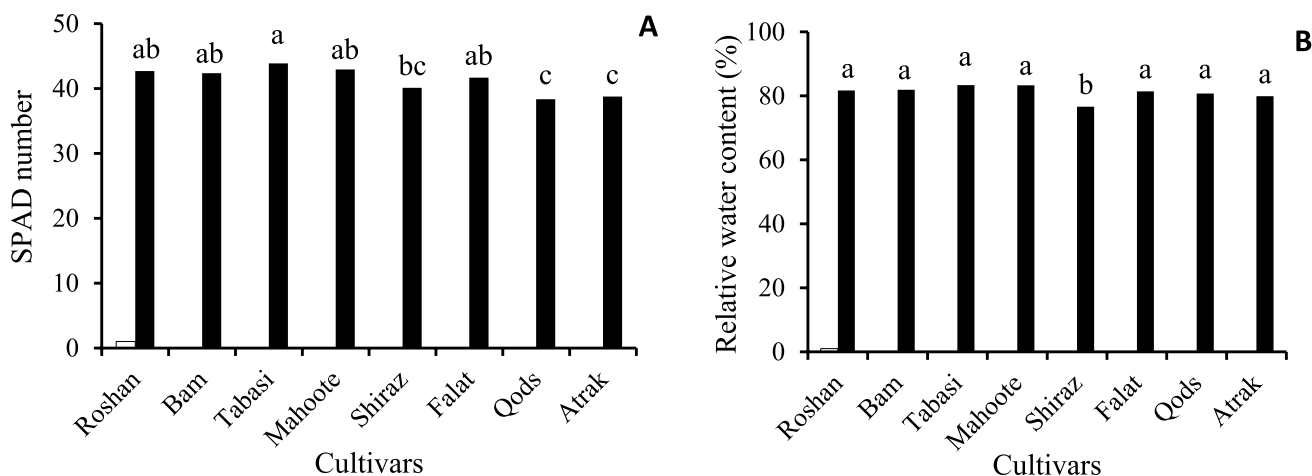 A
SPAD number
50
40
30
20
10
0
ab
ab
a
ab
bc
ab
c
c
Roshan
Bam
Tabasi
Mahoote
Shiraz
Falat
Qods
Atrak
Cultivars
B
Relative water content (%)
100
80
60
40
20
0
a
a
a
a
b
a
a
a
Roshan
Bam
Tabasi
Mahoote
Shiraz
Falat
Qods
Atrak
Cultivars